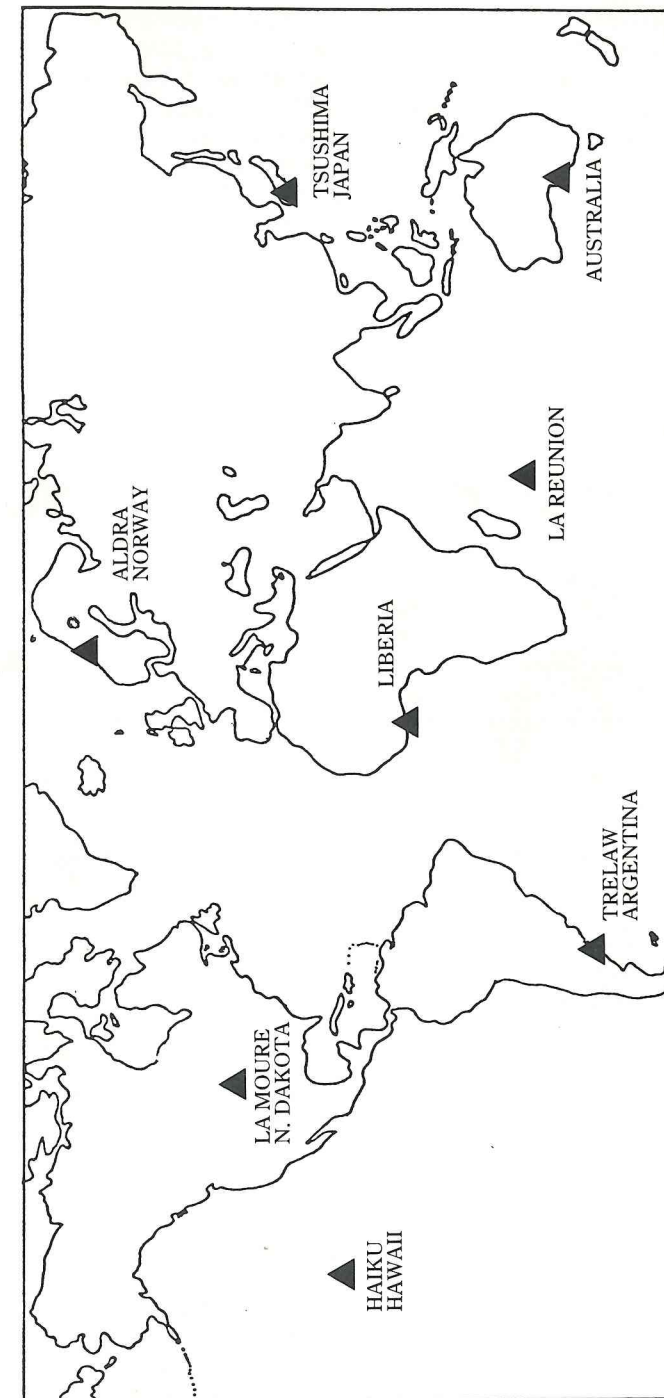 ALDRA
NORWAY
TSUSHIMA
JAPAN
LA MOURE
N. DAKOTA
HAIKU
HAWAII
LIBERIA
LA REUNION
AUSTRALIA
TRELAW
ARGENTINA